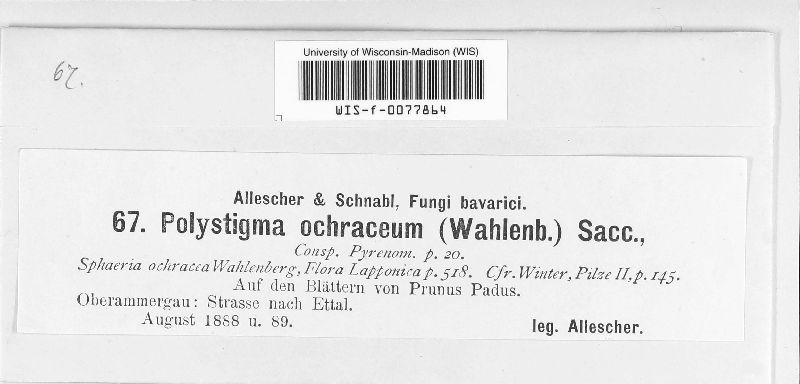 67.
University of Wisconsin-Madison (WIS)
WIS-f-0077864
Allescher & Schnabl, Fungi bavarici.
67. Polystigma ochraceum (Wahlenb.) Sacc.,
Consp. Pyrenom. p. 20.
Sphaeria ochracea Wahlenberg, Flora Lapponica p. 518. Cfr. Winter, Pilze II, p. 145.
Auf den Blättern von Prunus Padus.
Oberammergau: Strasse nach Ettal.
August 1888 u. 89.
leg. Allescher.